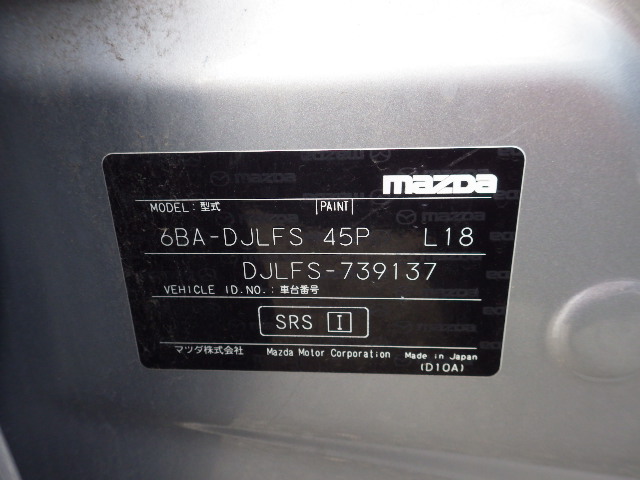 mazda
MODEL: 型式 PAINT
6BA-DJLFS 45P L18
DJLFS-739137
VEHICLE ID.NO.: 車台番号
SRS I
マツダ株式会社 Mazda Motor Corporation Made in Japan
(D10A)